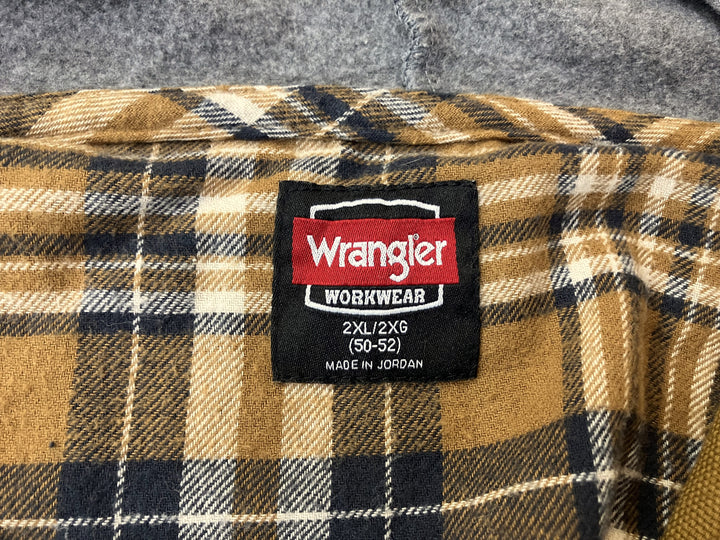 Wrangler
WORKWEAR
2XL/2XG
(50-52)
MADE IN JORDAN